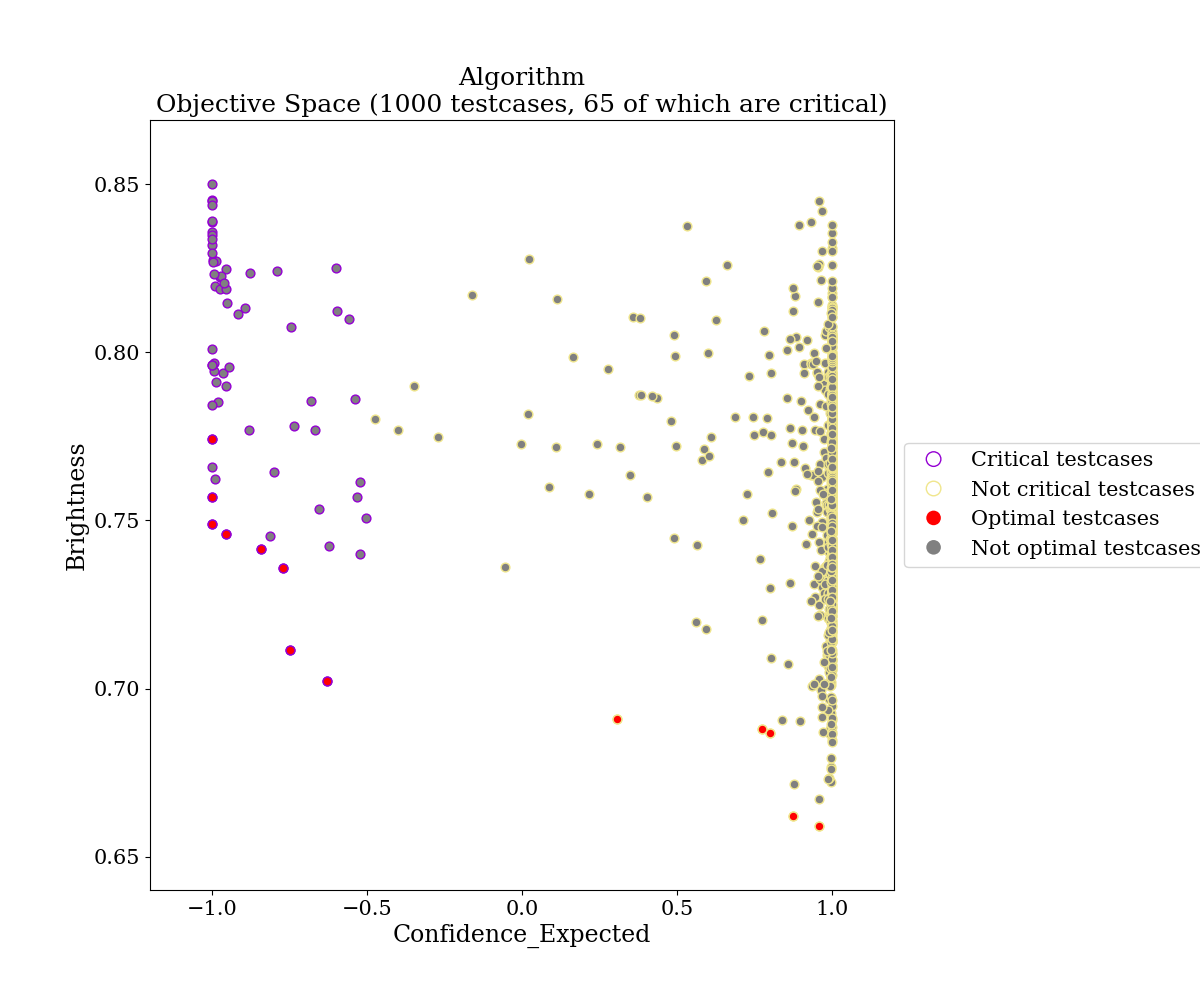 Algorithm
Objective Space (1000 testcases, 65 of which are critical)
0.85
0.80
0.75
0.70
0.65
Brightness
−1.0 −0.5 0.0 0.5 1.0
Confidence_Expected
Critical testcases
Not critical testcases
Optimal testcases
Not optimal testcases